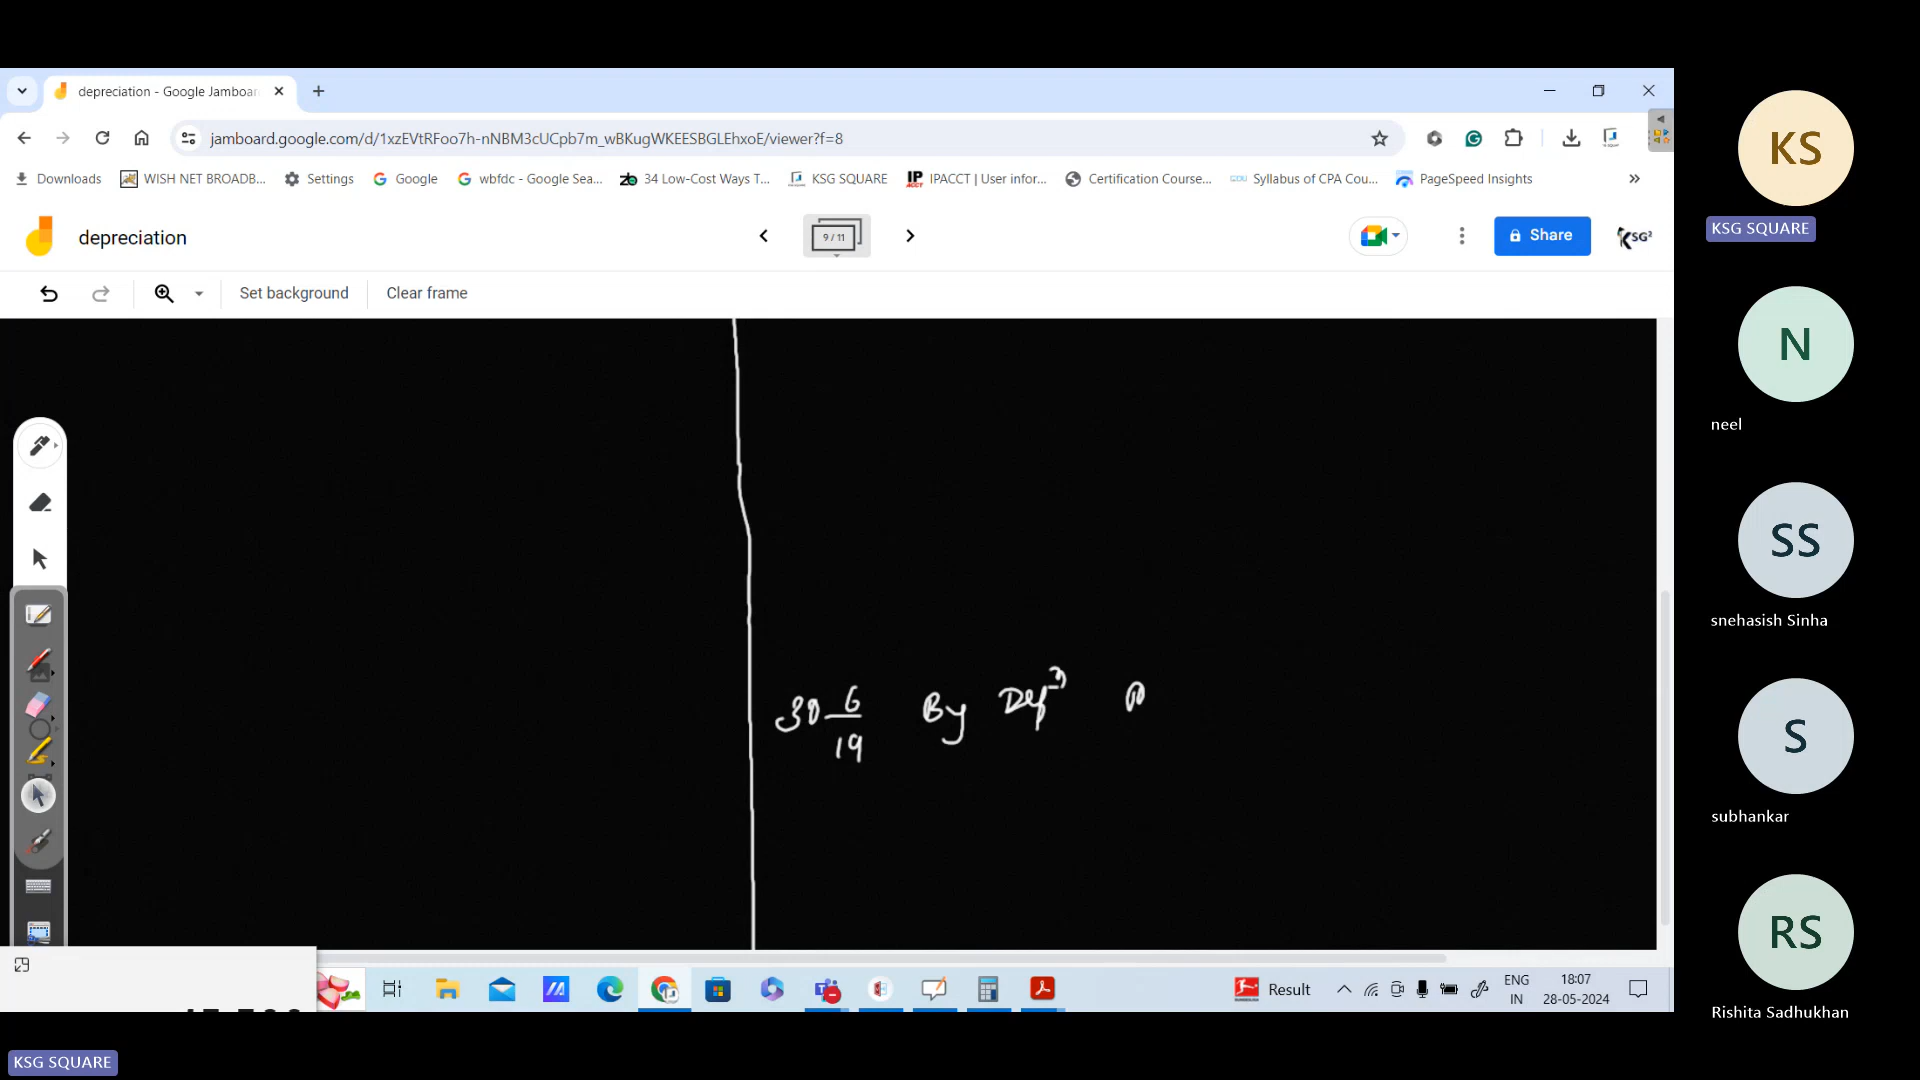 depreciation - Google Jamboar
jamboard.google.com/d/1xzEVtRFoo7h-nNBM3cUCpb7m_wBKugWKEESBGLEhxoE/viewer?f=8
Downloads WISH NET BROADB... Settings Google wbfdc - Google Sea... 34 Low-Cost Ways T... KSG SQUARE IPACCT | User infor... Certification Course... Syllabus of CPA Cou... PageSpeed Insights
depreciation 9 / 11 Share KSG²
Set background Clear frame
30 6/19 By Depⁿ
Result ENG IN 18:07 28-05-2024
KS
KSG SQUARE
N
neel
SS
snehasish Sinha
S
subhankar
RS
Rishita Sadhukhan
KSG SQUARE